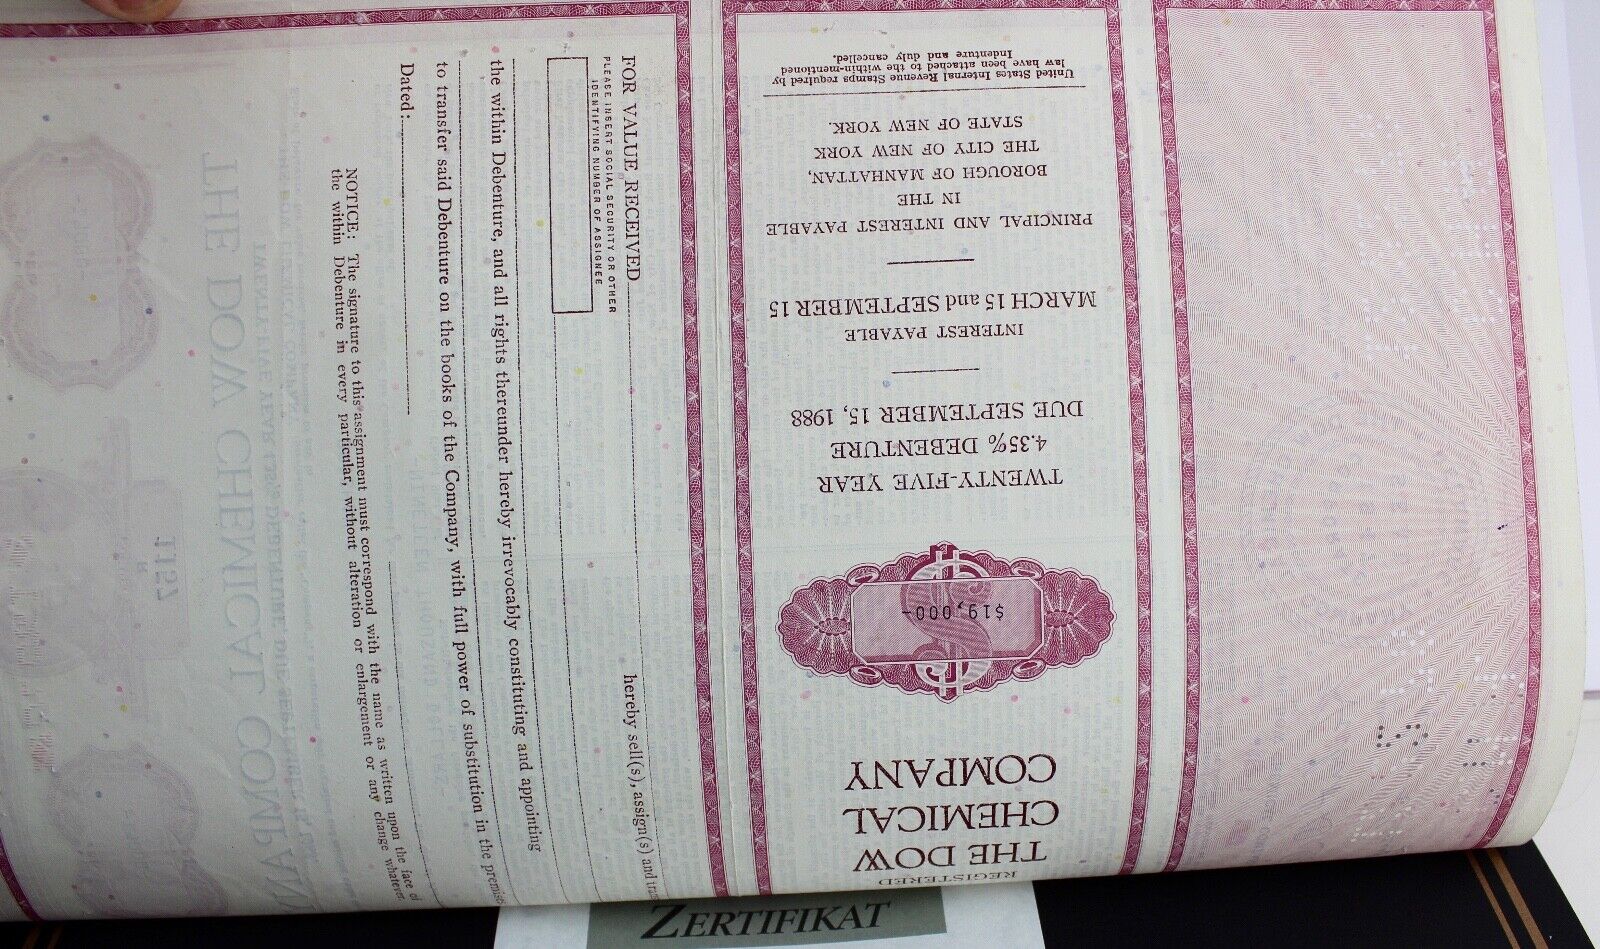 REGISTERED
THE DOW
CHEMICAL
COMPANY
$19,000-
TWENTY-FIVE YEAR
4.35% DEBENTURE
DUE SEPTEMBER 15, 1988
INTEREST PAYABLE
MARCH 15 and SEPTEMBER 15
PRINCIPAL AND INTEREST PAYABLE
IN THE
BOROUGH OF MANHATTAN,
THE CITY OF NEW YORK
STATE OF NEW YORK.
United States Internal Revenue Stamps required by
law have been attached to the within-mentioned
Indenture and duly cancelled.
FOR VALUE RECEIVED hereby sell(s), assign(s) and
PLEASE INSERT SOCIAL SECURITY OR OTHER
IDENTIFYING NUMBER OF ASSIGNEE
the within Debenture, and all rights thereunder hereby irrevocably constituting and appointing
to transfer said Debenture on the books of the Company, with full power of substitution in the
Dated:
NOTICE: The signature to this assignment must correspond with the name as written upon the face of
the within Debenture in every particular, without alteration or enlargement or any change whatever
THE DOW CHEMICAL
1157
ZERTIFIKAT